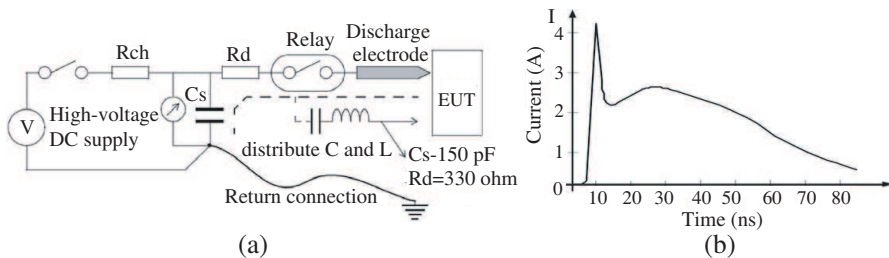 Rch
Rd
Relay
Discharge
electrode
Cs
EUT
V
High-voltage
DC supply
distribute C and L
Cs-150 pF
Rd=330 ohm
Return connection
(a)
I
Current (A)
4
3
2
1
0
10 20 30 40 50 60 70 80
Time (ns)
(b)